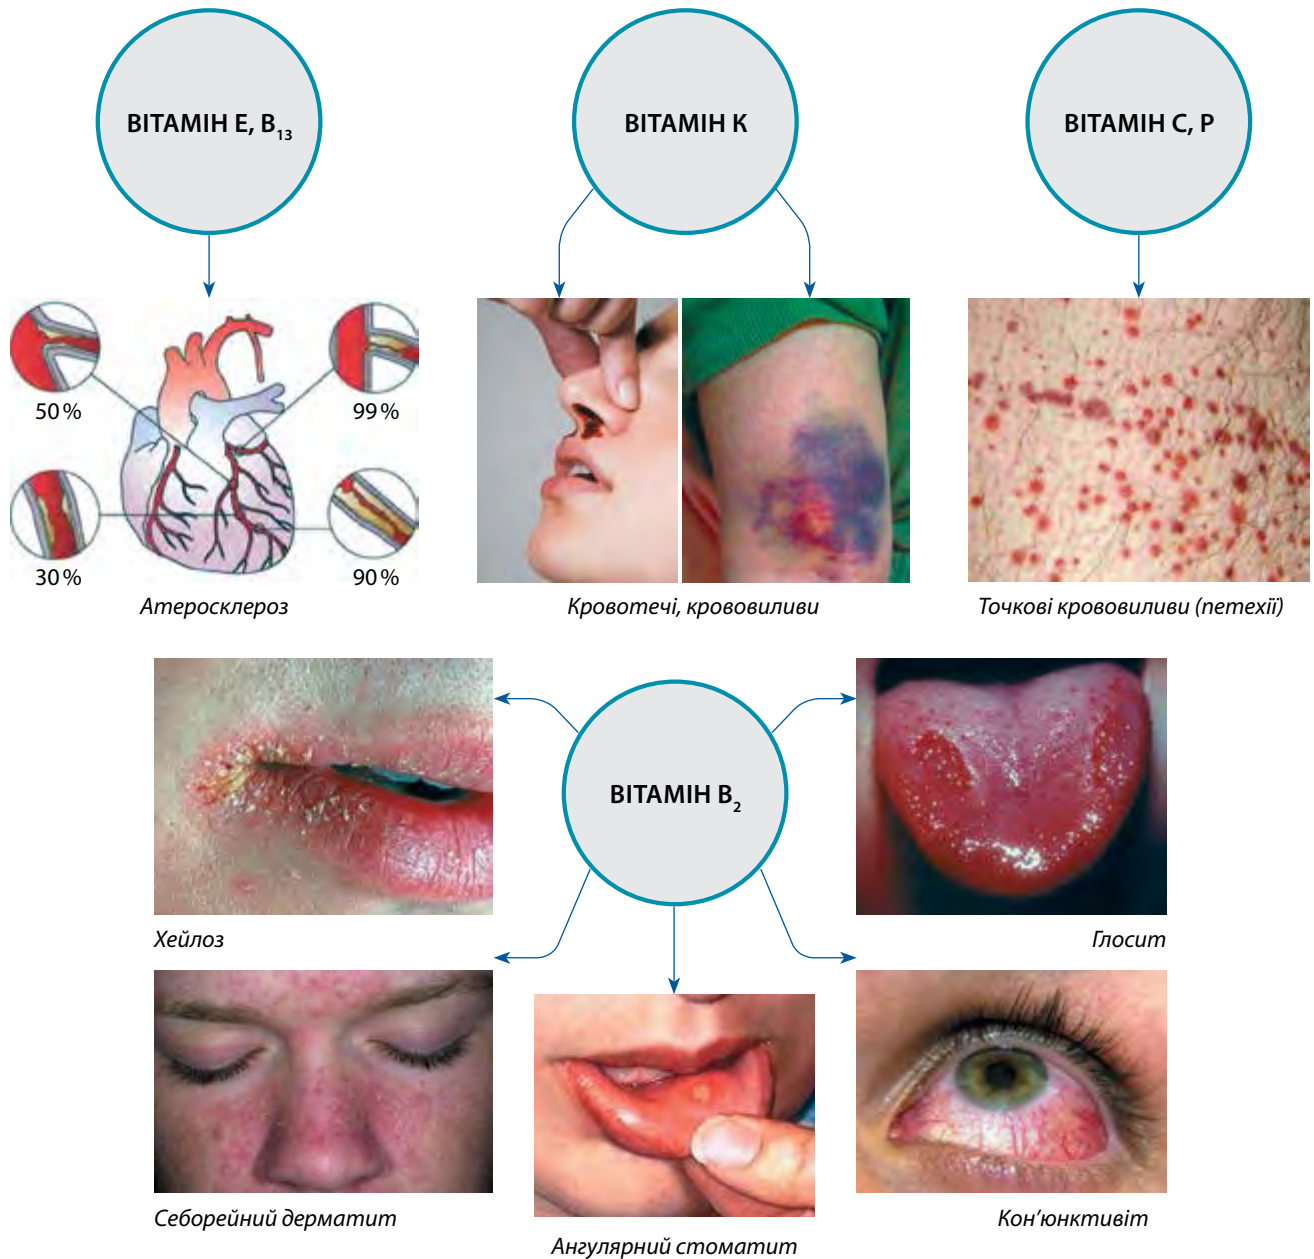 ВІТАМІН Е, В₁₃
ВІТАМІН К
ВІТАМІН С, Р
50 %
99 %
30 %
90 %
Атеросклероз
Кровотечі, крововиливи
Точкові крововиливи (петехії)
ВІТАМІН В₂
Хейлоз
Глосит
Себорейний дерматит
Ангулярний стоматит
Кон'юнктивіт